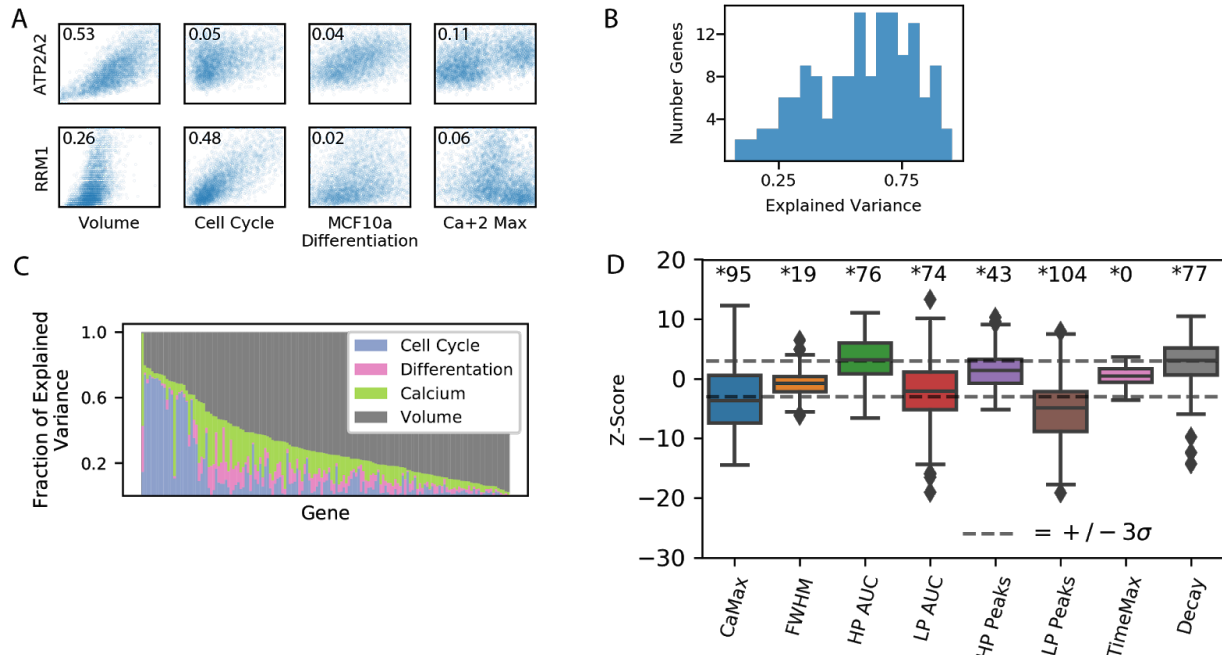 A
ATP2A2
0.53
0.05
0.04
0.11
RRM1
0.26
0.48
0.02
0.06
Volume
Cell Cycle
MCF10a
Differentiation
Ca+2 Max
B
Number Genes
12
8
4
0.25
0.75
Explained Variance
C
Fraction of Explained
Variance
1.0
0.6
0.2
Cell Cycle
Differentation
Calcium
Volume
Gene
D
Z-Score
20
10
0
−10
−20
−30
*95
*19
*76
*74
*43
*104
*0
*77
= + / − 3σ
CaMax
FWHM
HP AUC
LP AUC
HP Peaks
LP Peaks
TimeMax
Decay